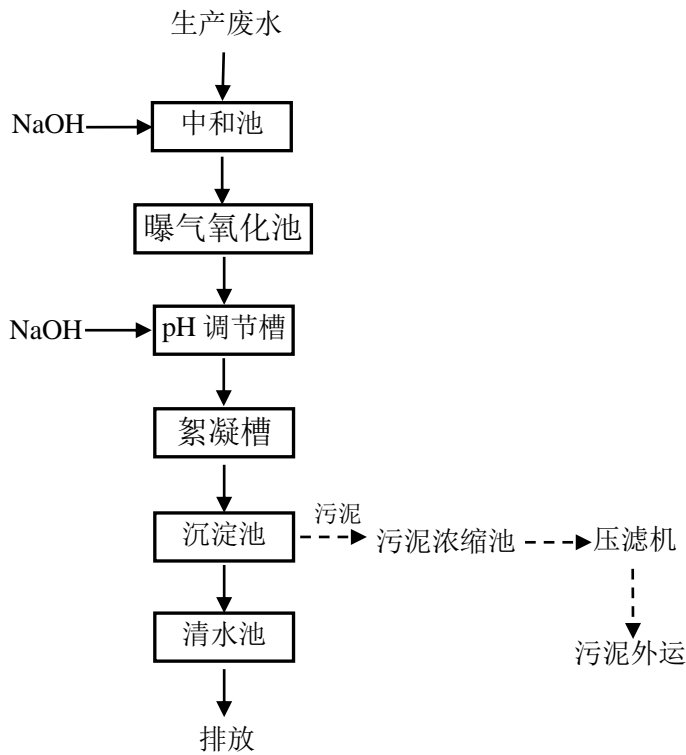 生产废水
NaOH
中和池
曝气氧化池
NaOH
pH 调节槽
絮凝槽
沉淀池
污泥
污泥浓缩池
压滤机
清水池
污泥外运
排放